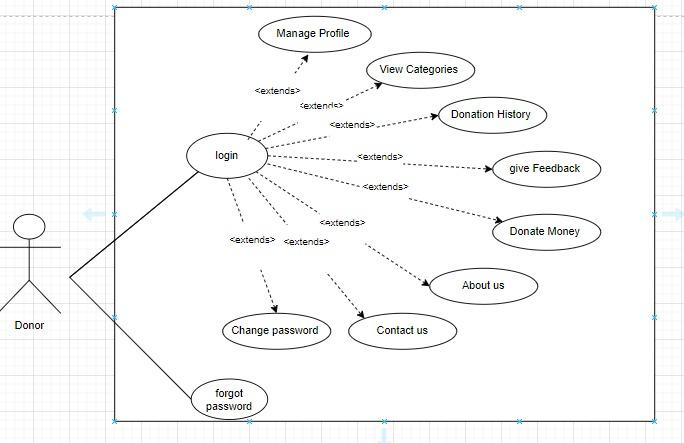 Manage Profile
View Categories
<extends>
<extends>
Donation History
<extends>
login
<extends>
give Feedback
<extends>
<extends>
Donate Money
<extends>
<extends>
About us
Donor
Change password
Contact us
forgot
password